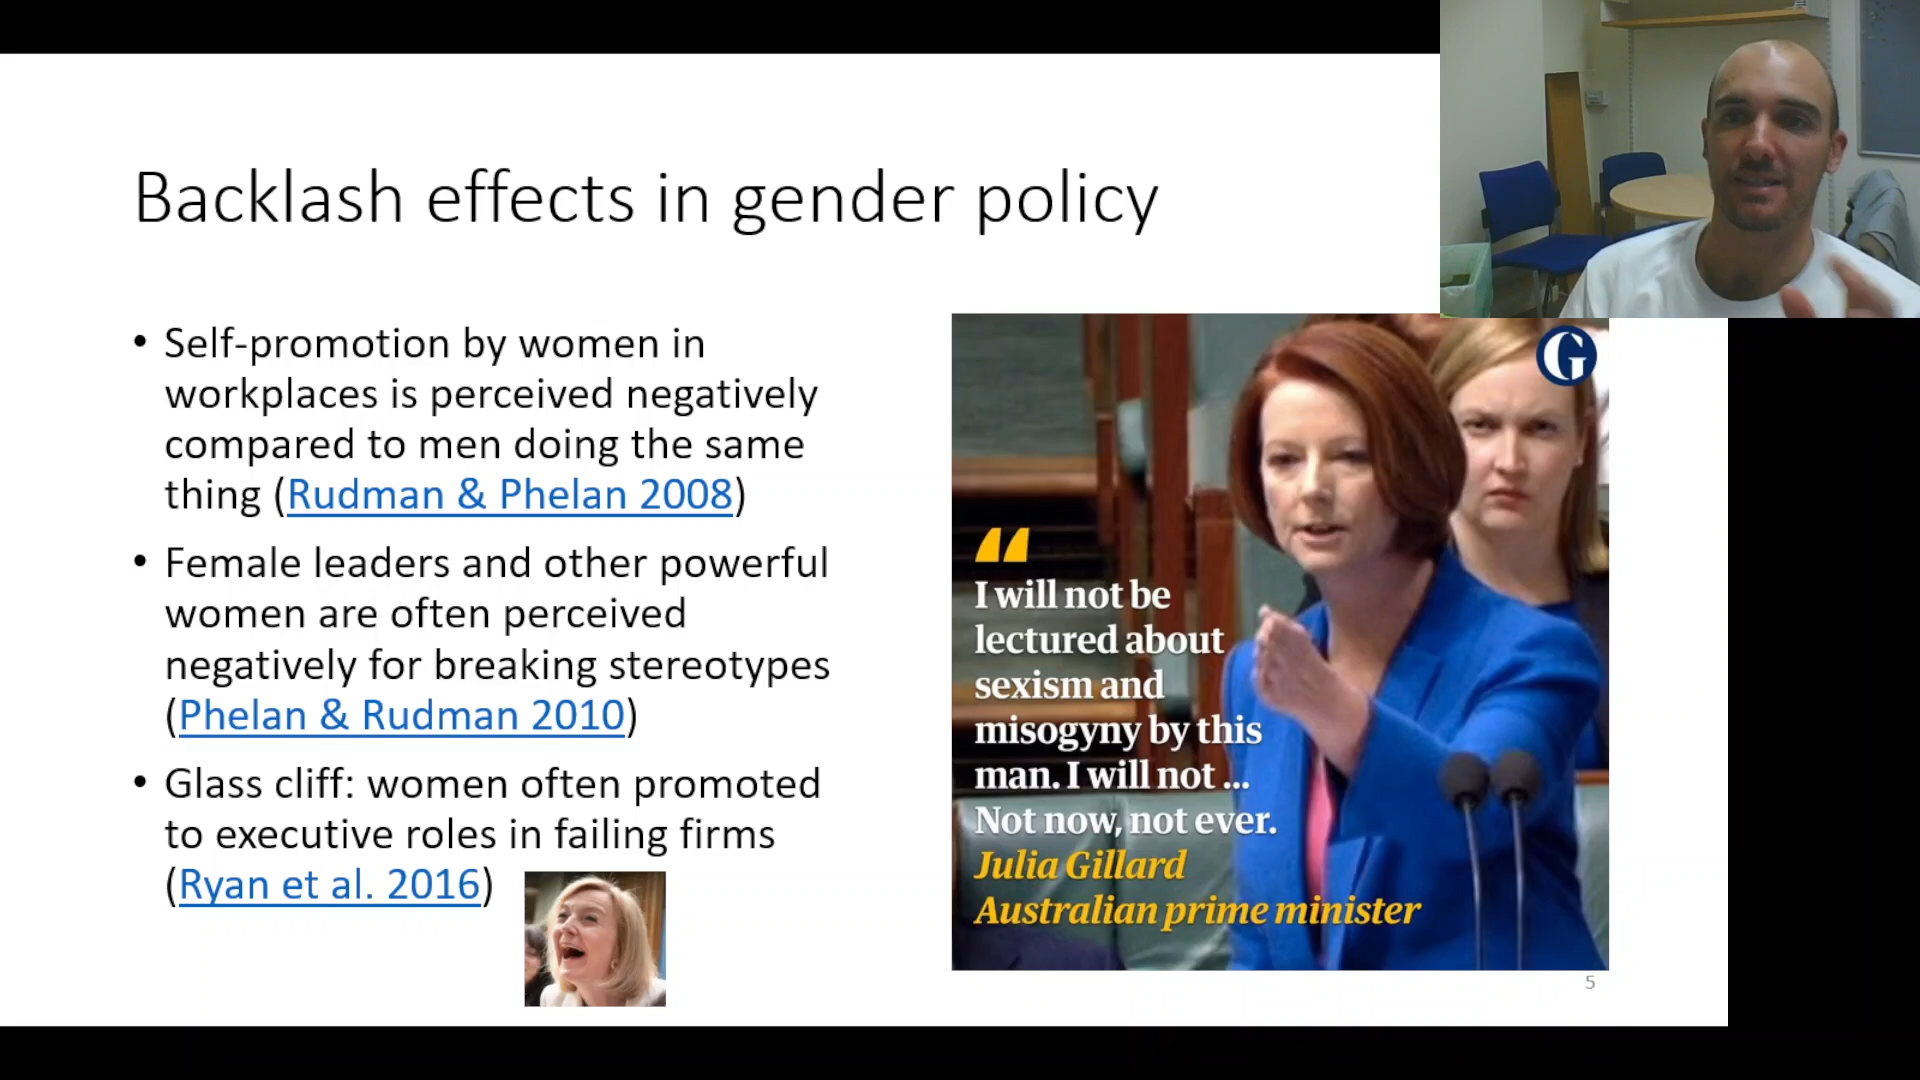 Backlash effects in gender policy
• Self-promotion by women in
workplaces is perceived negatively
compared to men doing the same
thing (Rudman & Phelan 2008)
• Female leaders and other powerful
women are often perceived
negatively for breaking stereotypes
(Phelan & Rudman 2010)
• Glass cliff: women often promoted
to executive roles in failing firms
(Ryan et al. 2016)
G
“
I will not be
lectured about
sexism and
misogyny by this
man. I will not ...
Not now, not ever.
Julia Gillard
Australian prime minister
5